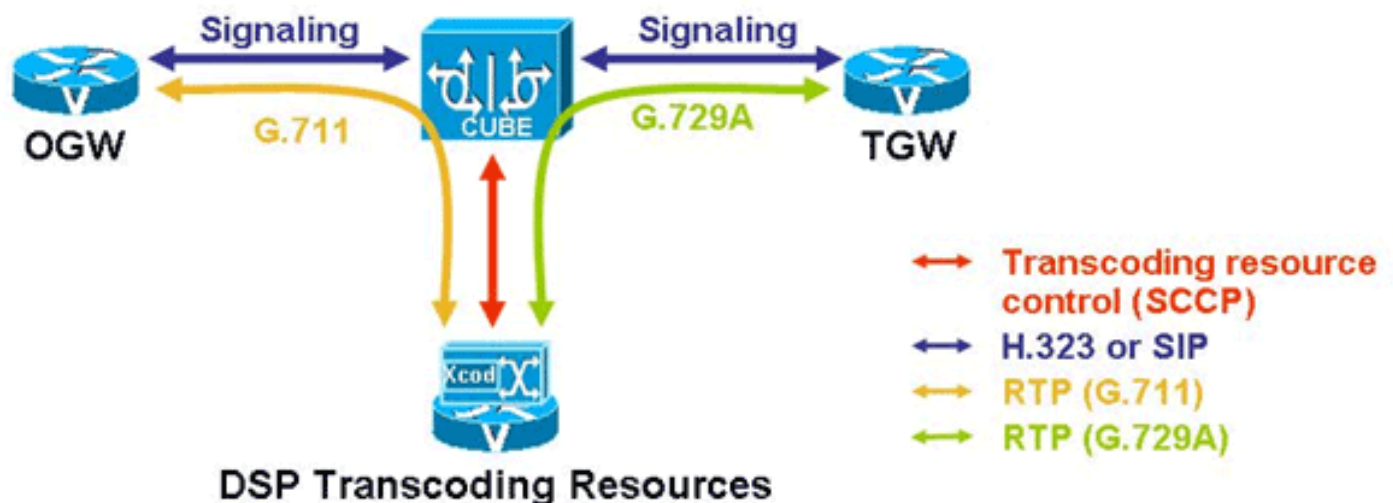 Signaling
Signaling
CUBE
G.711
G.729A
V
OGW
V
TGW
Xcod
V
DSP Transcoding Resources
Transcoding resource
control (SCCP)
H.323 or SIP
RTP (G.711)
RTP (G.729A)